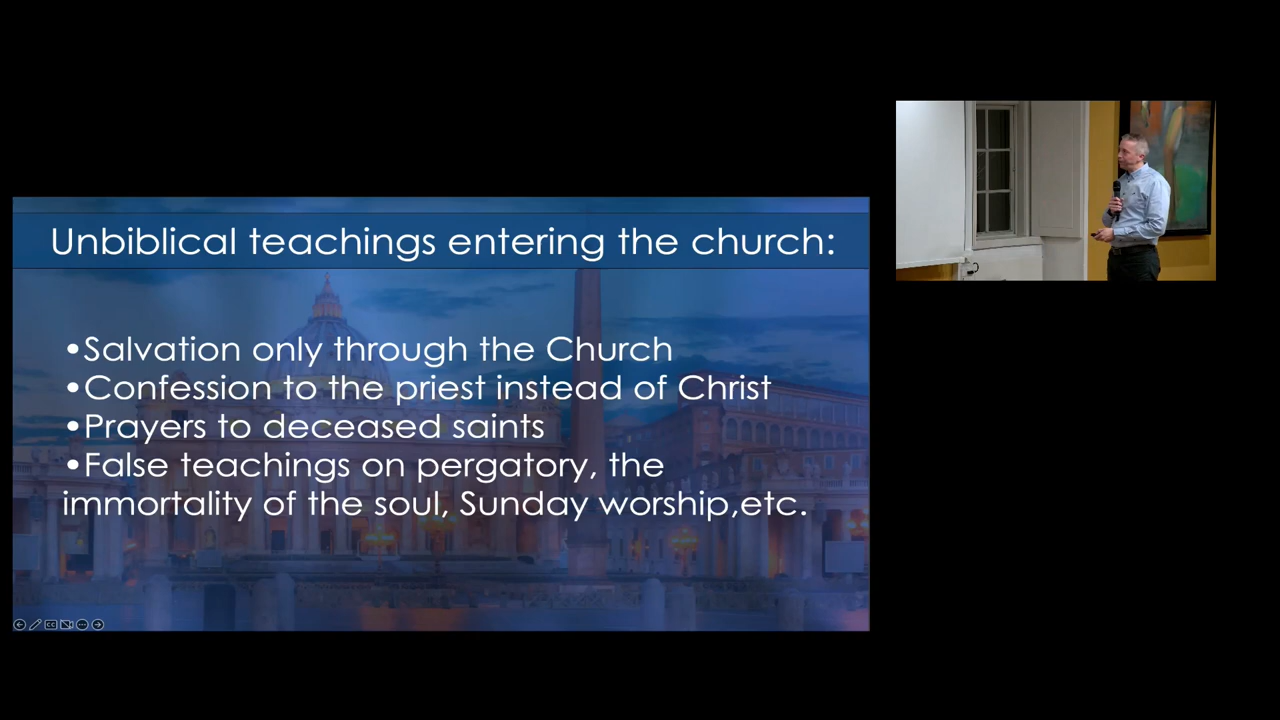 Unbiblical teachings entering the church:
•Salvation only through the Church
•Confession to the priest instead of Christ
•Prayers to deceased saints
•False teachings on pergatory, the
immortality of the soul, Sunday worship,etc.